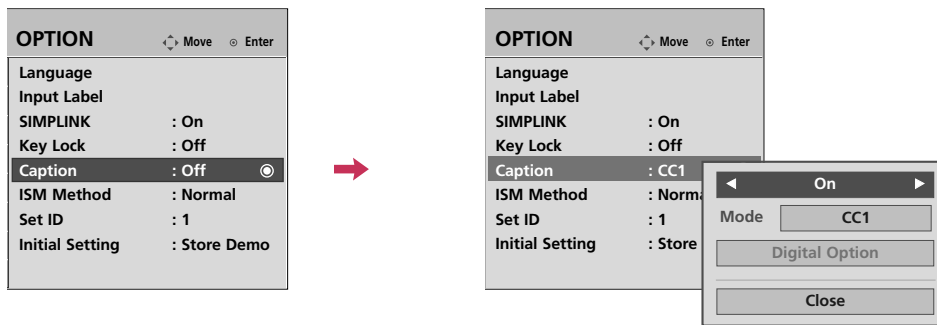 OPTION Move Enter
Language
Input Label
SIMPLINK : On
Key Lock : Off
Caption : Off
ISM Method : Normal
Set ID : 1
Initial Setting : Store Demo
OPTION Move Enter
Language
Input Label
SIMPLINK : On
Key Lock : Off
Caption : CC1
ISM Method : Norma
Set ID : 1
Initial Setting : Store
On
Mode CC1
Digital Option
Close